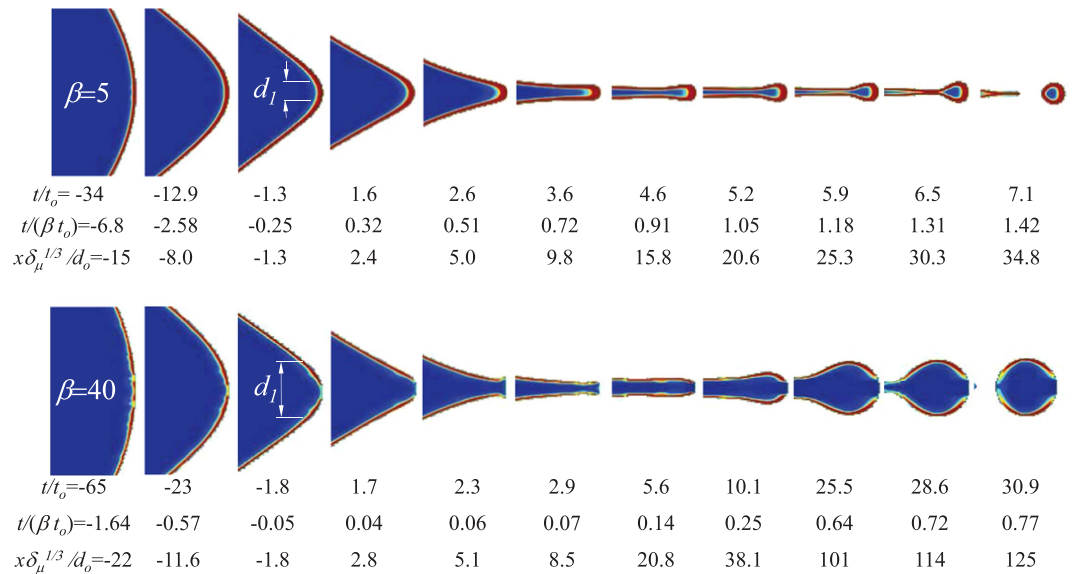 β=5 d₁
t/tₒ= -34 -12.9 -1.3 1.6 2.6 3.6 4.6 5.2 5.9 6.5 7.1
t/(β tₒ)=-6.8 -2.58 -0.25 0.32 0.51 0.72 0.91 1.05 1.18 1.31 1.42
xδμ^1/3 /dₒ=-15 -8.0 -1.3 2.4 5.0 9.8 15.8 20.6 25.3 30.3 34.8
β=40 d₁
t/tₒ=-65 -23 -1.8 1.7 2.3 2.9 5.6 10.1 25.5 28.6 30.9
t/(β tₒ)=-1.64 -0.57 -0.05 0.04 0.06 0.07 0.14 0.25 0.64 0.72 0.77
xδμ^1/3 /dₒ=-22 -11.6 -1.8 2.8 5.1 8.5 20.8 38.1 101 114 125